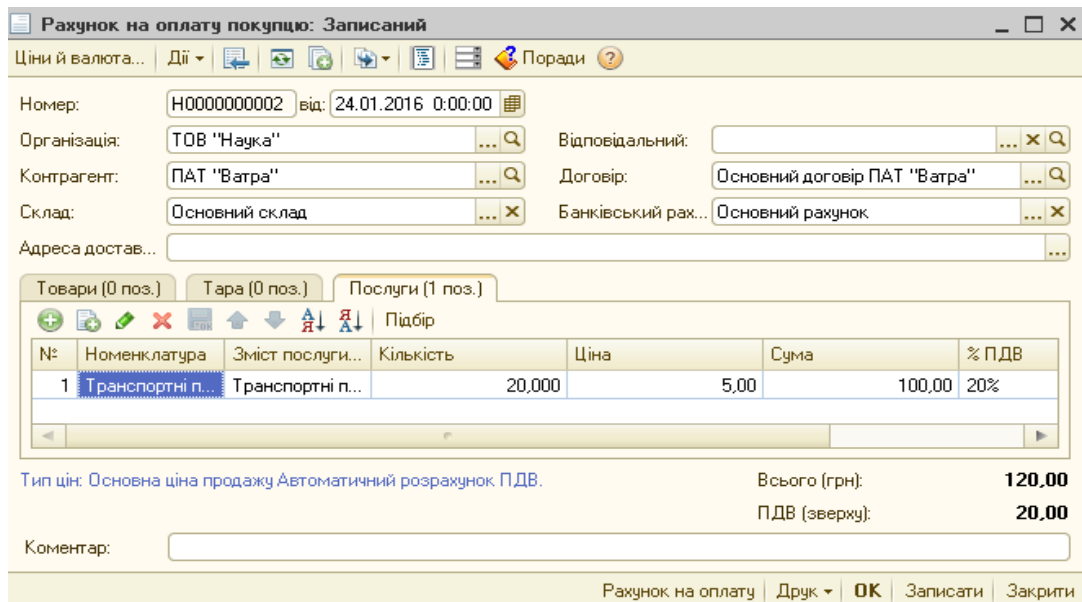 Рахунок на оплату покупцю: Записаний
Ціни й валюта... Дії Поради
Номер: Н0000000002 від: 24.01.2016 0:00:00
Організація: ТОВ "Наука" ... Відповідальний: ...
Контрагент: ПАТ "Ватра" ... Договір: Основний договір ПАТ "Ватра" ...
Склад: Основний склад ... Банківський рах... Основний рахунок ...
Адреса достав... ...
Товари (0 поз.) Тара (0 поз.) Послуги (1 поз.)
Підбір
№ Номенклатура Зміст послуги... Кількість Ціна Сума % ПДВ
1 Транспортні п... Транспортні п... 20,000 5,00 100,00 20%
Тип цін: Основна ціна продажу Автоматичний розрахунок ПДВ. Всього (грн): 120,00
ПДВ (зверху): 20,00
Коментар:
Рахунок на оплату Друк OK Записати Закрити